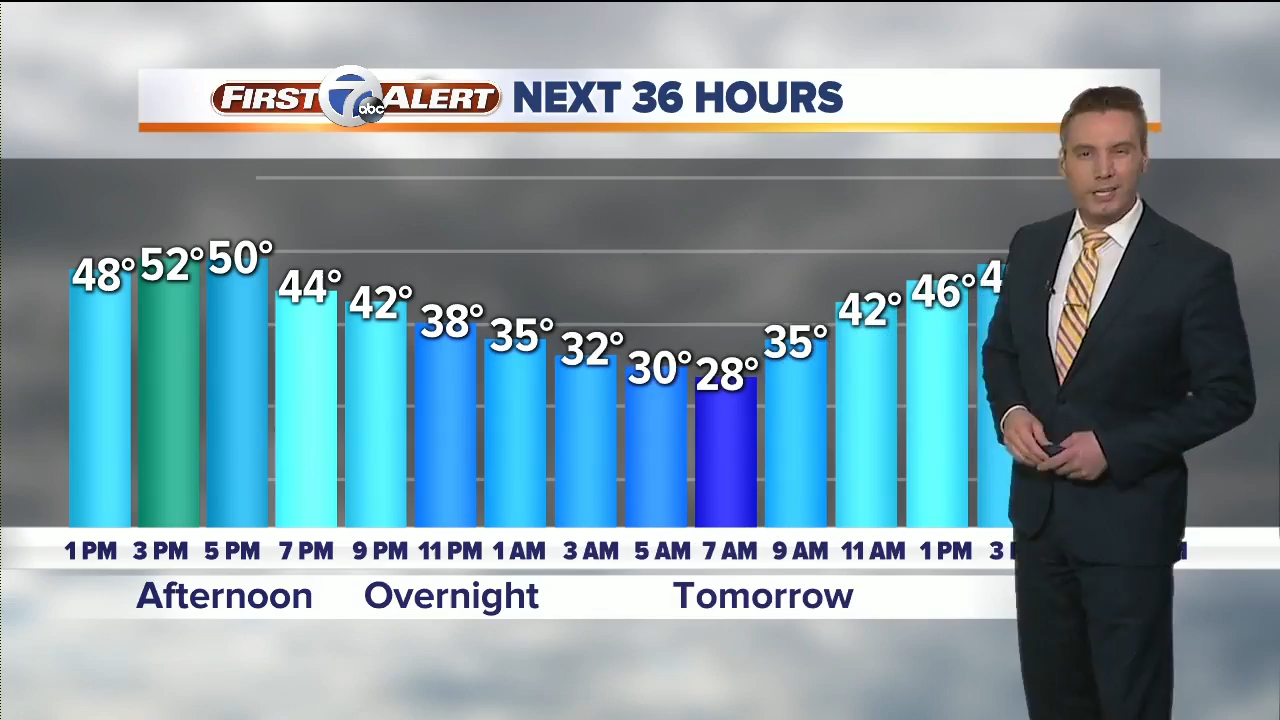 FIRST 7 abc ALERT NEXT 36 HOURS
48° 52° 50° 44° 42° 38° 35° 32° 30° 28° 35° 42° 46°
1 PM 3 PM 5 PM 7 PM 9 PM 11 PM 1 AM 3 AM 5 AM 7 AM 9 AM 11 AM 1 PM 3
Afternoon Overnight Tomorrow